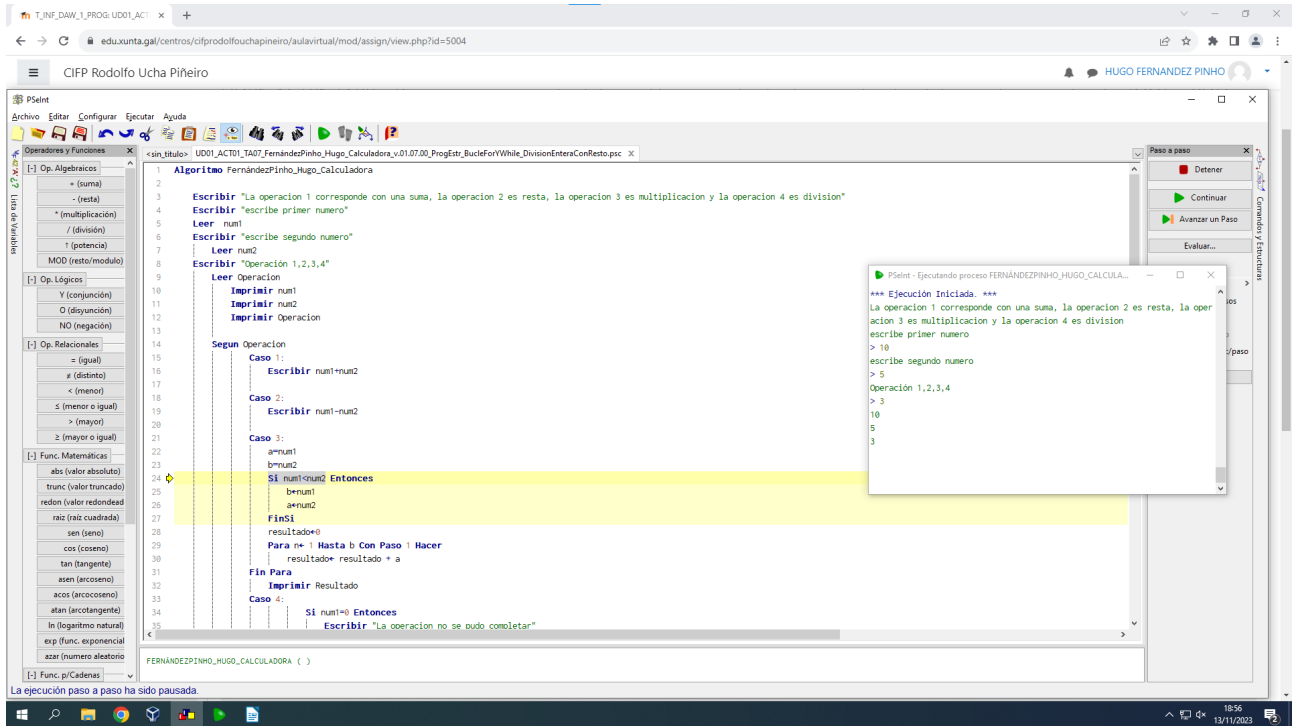 T_INF_DAW_1_PROG: UD01_ACT
edu.xunta.gal/centros/cifprodolfouchapineiro/aulavirtual/mod/assign/view.php?id=5004
CIFP Rodolfo Ucha Piñeiro
HUGO FERNANDEZ PINHO
PSeInt
Archivo Editar Configurar Ejecutar Ayuda
Operadores y Funciones
[-] Op. Algebraicos
+ (suma)
- (resta)
* (multiplicación)
/ (división)
↑ (potencia)
MOD (resto/modulo)
[-] Op. Lógicos
Y (conjunción)
O (disyunción)
NO (negación)
[-] Op. Relacionales
= (igual)
≠ (distinto)
< (menor)
≤ (menor o igual)
> (mayor)
≥ (mayor o igual)
[-] Func. Matemáticas
abs (valor absoluto)
trunc (valor truncado)
redon (valor redondead
raiz (raíz cuadrada)
sen (seno)
cos (coseno)
tan (tangente)
asen (arcoseno)
acos (arcocoseno)
atan (arcotangente)
ln (logaritmo natural)
exp (func. exponencial
azar (numero aleatorio
[-] Func. p/Cadenas
Lista de Variables
<sin_titulo> UD01_ACT01_TA07_FernándezPinho_Hugo_Calculadora_v.01.07.00_ProgEstr_BucleForYWhile_DivisionEnteraConResto.psc X
1 Algoritmo FernándezPinho_Hugo_Calculadora
2
3 Escribir "La operacion 1 corresponde con una suma, la operacion 2 es resta, la operacion 3 es multiplicacion y la operacion 4 es division"
4 Escribir "escribe primer numero"
5 Leer num1
6 Escribir "escribe segundo numero"
7 Leer num2
8 Escribir "Operación 1,2,3,4"
9 Leer Operacion
10 Imprimir num1
11 Imprimir num2
12 Imprimir Operacion
13
14 Segun Operacion
15 Caso 1:
16 Escribir num1+num2
17
18 Caso 2:
19 Escribir num1-num2
20
21 Caso 3:
22 a=num1
23 b=num2
24 Si num1<num2 Entonces
25 b←num1
26 a←num2
27 FinSi
28 resultado←0
29 Para n← 1 Hasta b Con Paso 1 Hacer
30 resultado← resultado + a
31 Fin Para
32 Imprimir Resultado
33 Caso 4:
34 Si num1=0 Entonces
35 Escribir "La operacion no se pudo completar"
FERNÁNDEZPINHO_HUGO_CALCULADORA ( )
Paso a paso
Detener
Continuar
Avanzar un Paso
Evaluar...
/paso
Comandos y Estructuras
PSeInt - Ejecutando proceso FERNÁNDEZPINHO_HUGO_CALCULA...
*** Ejecución Iniciada. ***
La operacion 1 corresponde con una suma, la operacion 2 es resta, la oper
acion 3 es multiplicacion y la operacion 4 es division
escribe primer numero
> 10
escribe segundo numero
> 5
Operación 1,2,3,4
> 3
10
5
3
La ejecución paso a paso ha sido pausada.
18:56
13/11/2023